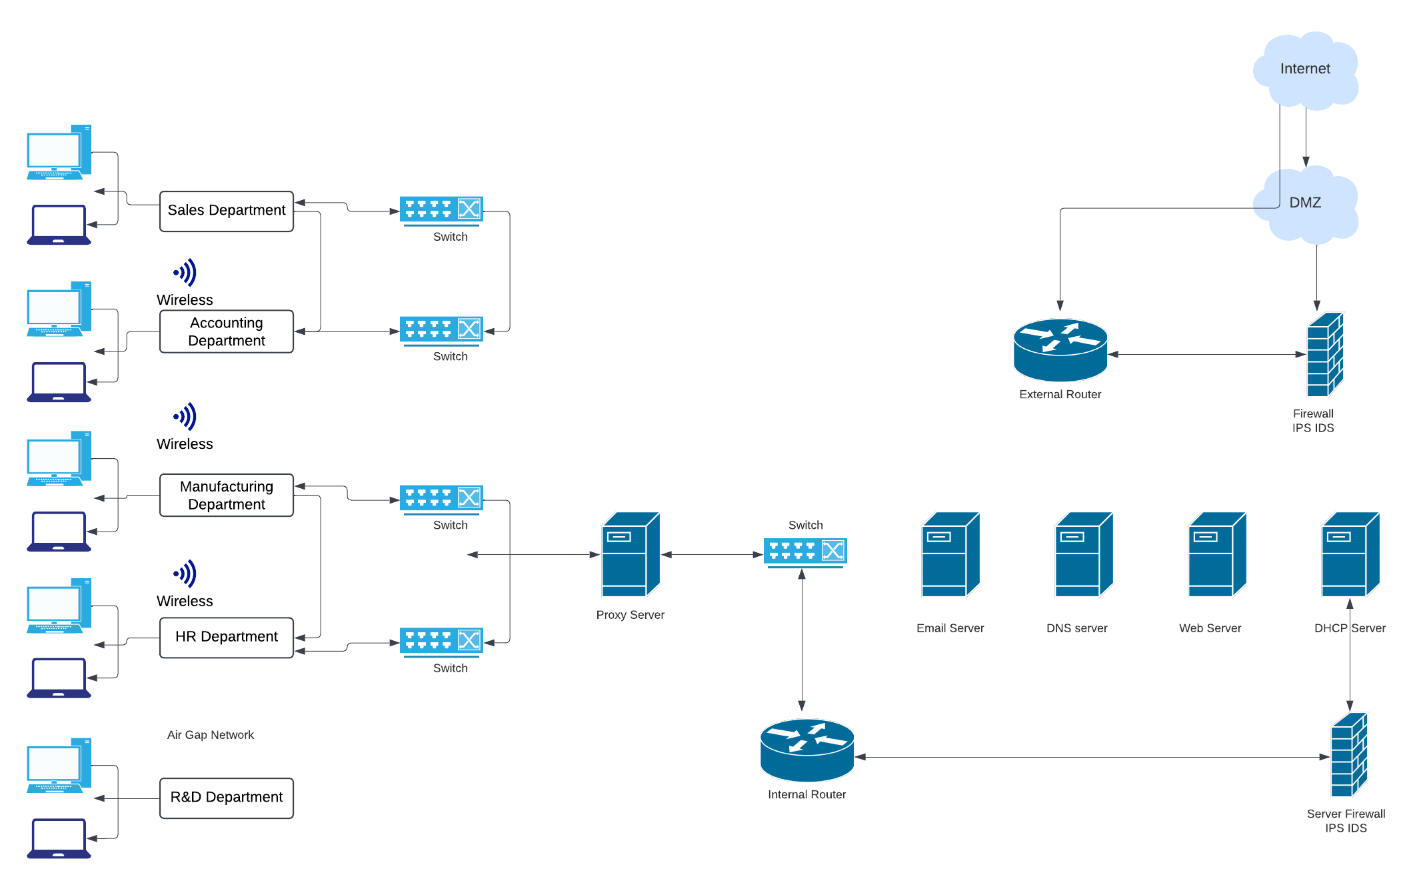 Internet
DMZ
Sales Department
Switch
Wireless
Accounting
Department
Switch
External Router
Firewall
IPS IDS
Wireless
Manufacturing
Department
Switch
Switch
Proxy Server
Email Server
DNS server
Web Server
DHCP Server
Wireless
HR Department
Switch
Air Gap Network
R&D Department
Internal Router
Server Firewall
IPS IDS